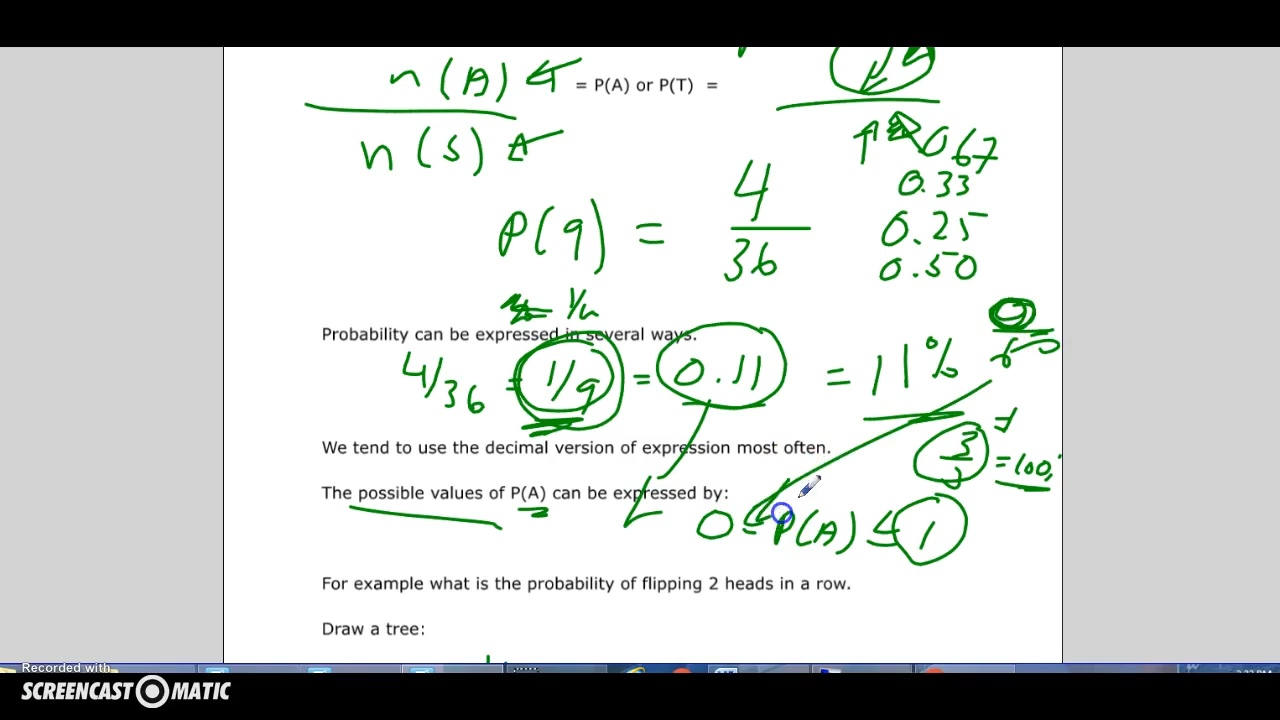 n(A) = P(A) or P(T) =
n(S)
0.67
0.33
0.25
0.50
P(9) = 4/36
Probability can be expressed in several ways.
4/36 = 1/9 = 0.11 = 11%
We tend to use the decimal version of expression most often.
3/3 = 100%
The possible values of P(A) can be expressed by:
0 ≤ P(A) ≤ 1
For example what is the probability of flipping 2 heads in a row.
Draw a tree:
Recorded with
SCREENCAST MATIC